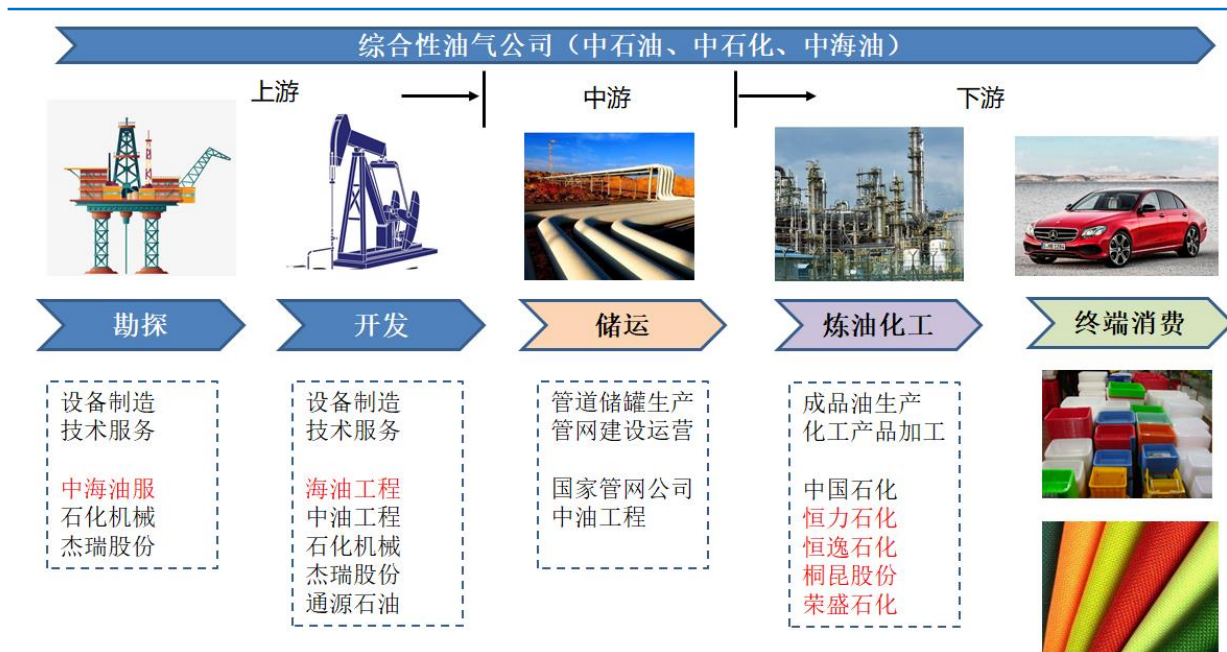 综合性油气公司（中石油、中石化、中海油）
上游
中游
下游
勘探
开发
储运
炼油化工
终端消费
设备制造
技术服务
中海油服
石化机械
杰瑞股份
设备制造
技术服务
海油工程
中油工程
石化机械
杰瑞股份
通源石油
管道储罐生产
管网建设运营
国家管网公司
中油工程
成品油生产
化工产品加工
中国石化
恒力石化
恒逸石化
桐昆股份
荣盛石化